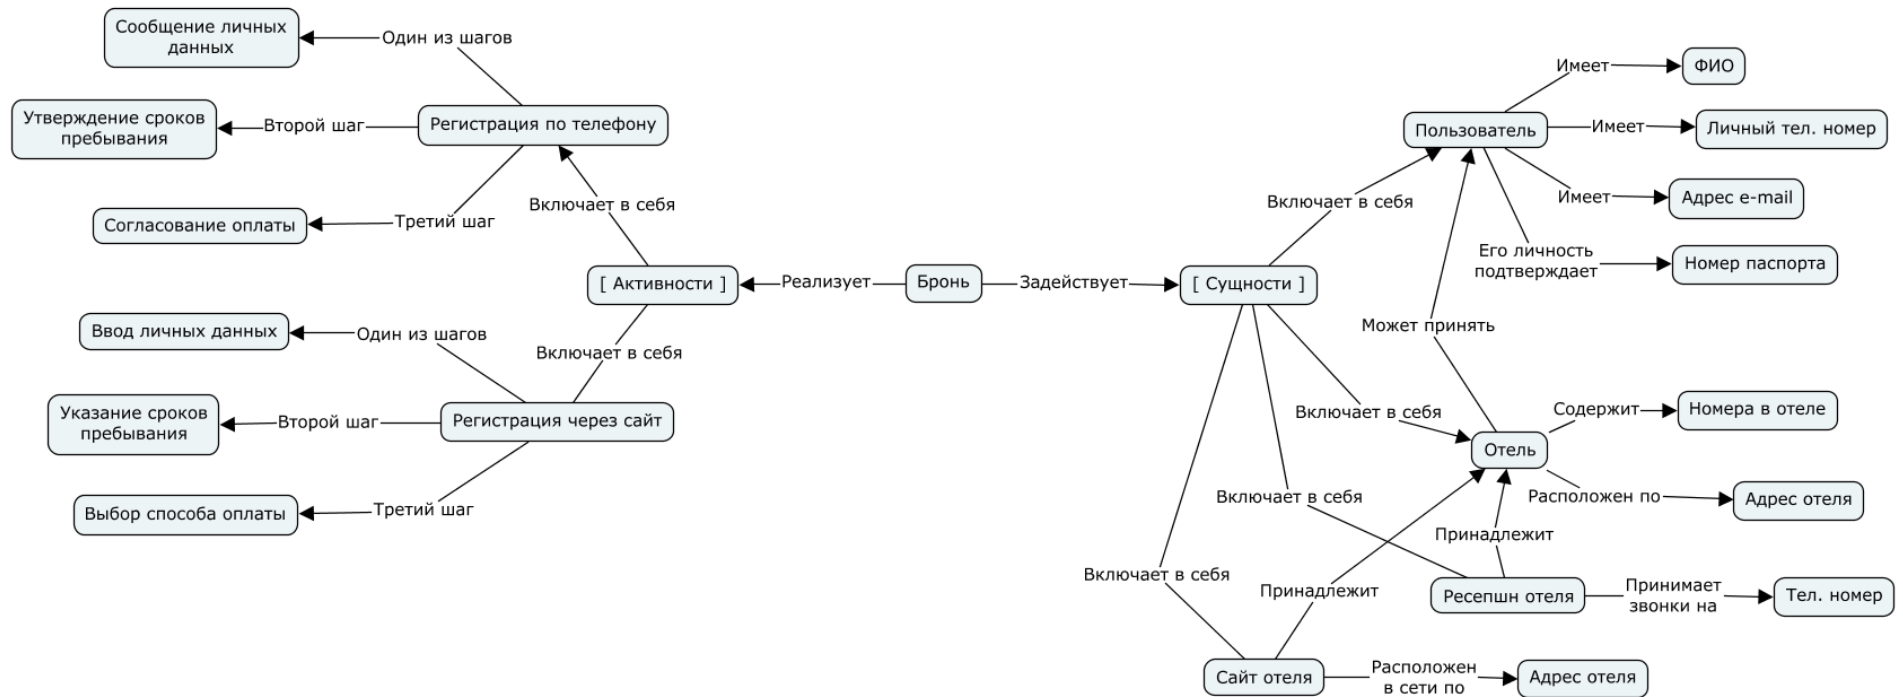 Сообщение личных
данных
Один из шагов
Утверждение сроков
пребывания
Второй шаг
Регистрация по телефону
Согласование оплаты
Третий шаг
Включает в себя
[ Активности ]
Реализует
Бронь
Задействует
[ Сущности ]
Ввод личных данных
Один из шагов
Включает в себя
Указание сроков
пребывания
Второй шаг
Регистрация через сайт
Выбор способа оплаты
Третий шаг
Имеет
ФИО
Пользователь
Имеет
Личный тел. номер
Включает в себя
Имеет
Адрес e-mail
Его личность
подтверждает
Номер паспорта
Может принять
Включает в себя
Содержит
Номера в отеле
Отель
Включает в себя
Расположен по
Адрес отеля
Принадлежит
Включает в себя
Принадлежит
Ресепшн отеля
Принимает
звонки на
Тел. номер
Сайт отеля
Расположен
в сети по
Адрес отеля